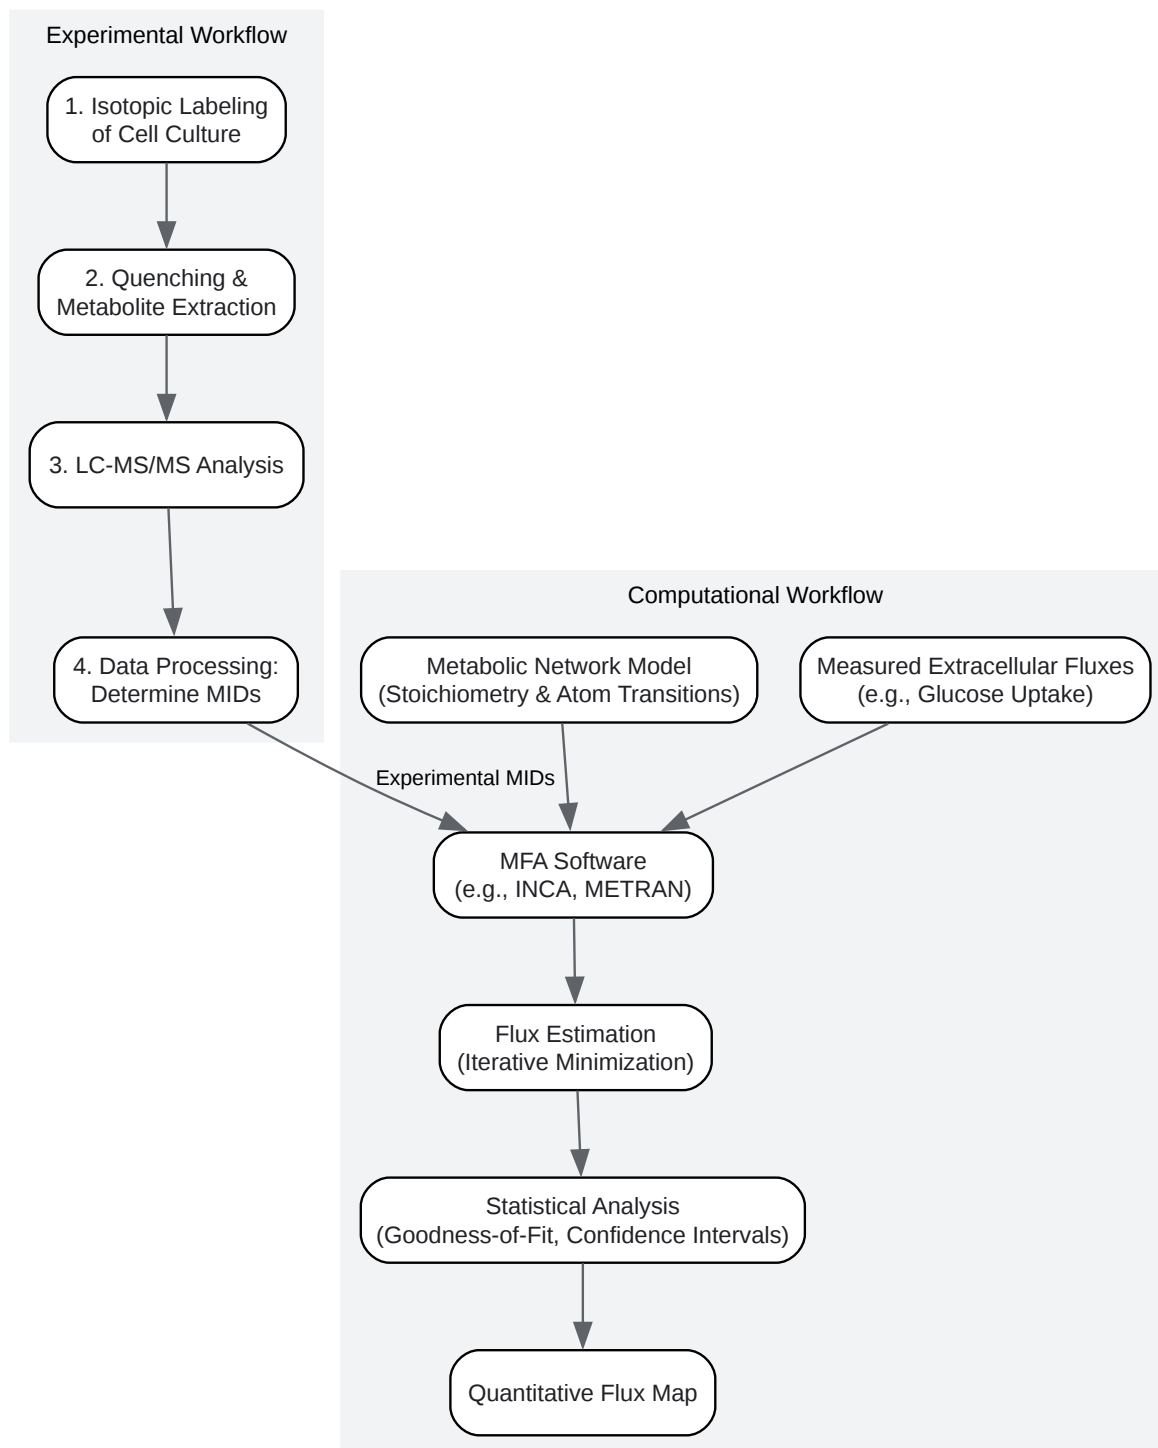 Experimental Workflow
1. Isotopic Labeling
of Cell Culture
2. Quenching &
Metabolite Extraction
3. LC-MS/MS Analysis
4. Data Processing:
Determine MIDs
Computational Workflow
Metabolic Network Model
(Stoichiometry & Atom Transitions)
Measured Extracellular Fluxes
(e.g., Glucose Uptake)
Experimental MIDs
MFA Software
(e.g., INCA, METRAN)
Flux Estimation
(Iterative Minimization)
Statistical Analysis
(Goodness-of-Fit, Confidence Intervals)
Quantitative Flux Map